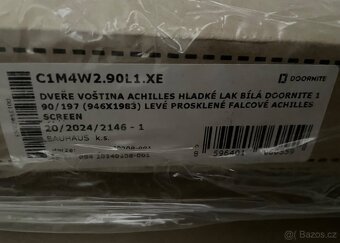 C1M4W2.90L1.XE
DOORNITE
DVEŘE VOŠTINA ACHILLES HLADKÉ LAK BÍLÁ DOORNITE 1
90/197 (946X1983) LEVÉ PROSKLENÉ FALCOVÉ ACHILLES
SCREEN
20/2024/2146 - 1
BAUHAUS k.s.
Bazoš.cz